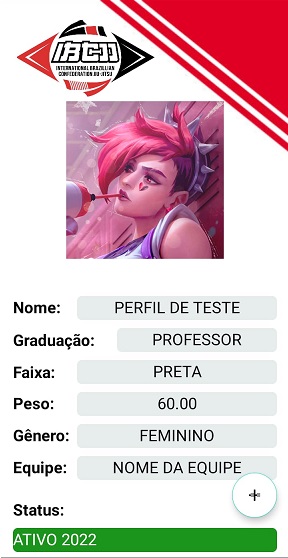 IBCJJ
INTERNATIONAL BRAZILLIAN
CONFEDERATION JIU-JITSU
Nome: PERFIL DE TESTE
Graduação: PROFESSOR
Faixa: PRETA
Peso: 60.00
Gênero: FEMININO
Equipe: NOME DA EQUIPE
Status:
ATIVO 2022